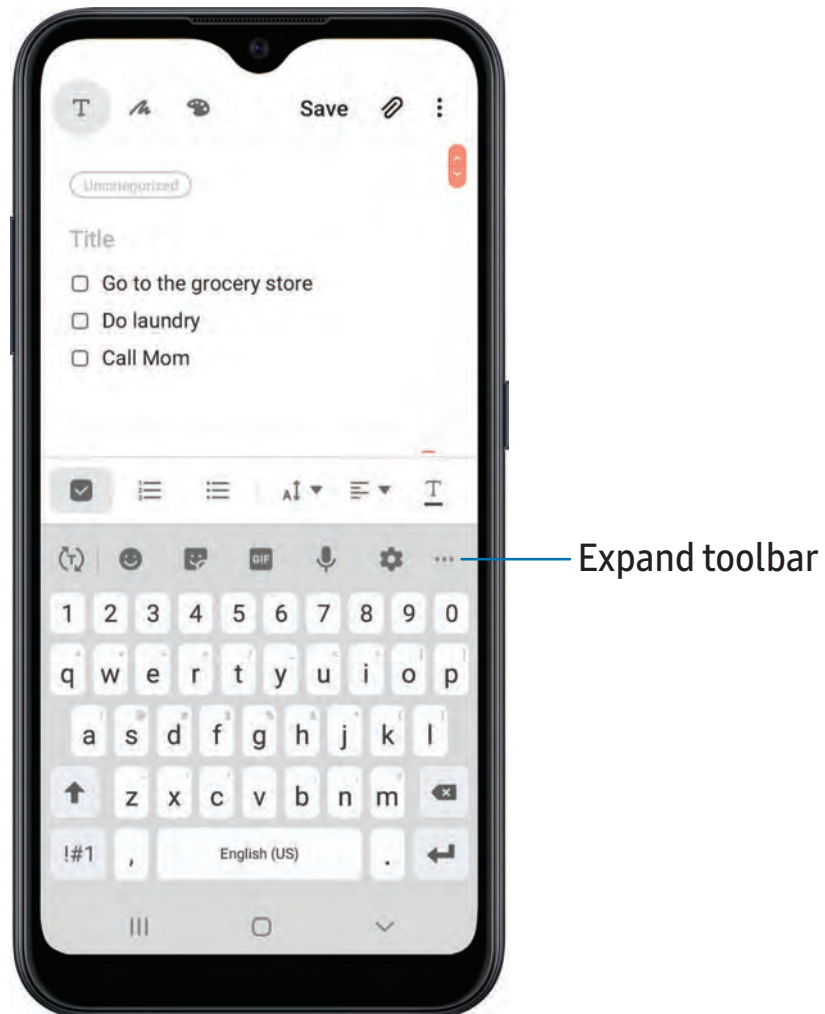 T Save
Uncategorized
Title
Go to the grocery store
Do laundry
Call Mom
A T
T GIF
Expand toolbar
1 2 3 4 5 6 7 8 9 0
q w e r t y u i o p
a s d f g h j k l
z x c v b n m
!#1 , English (US) .